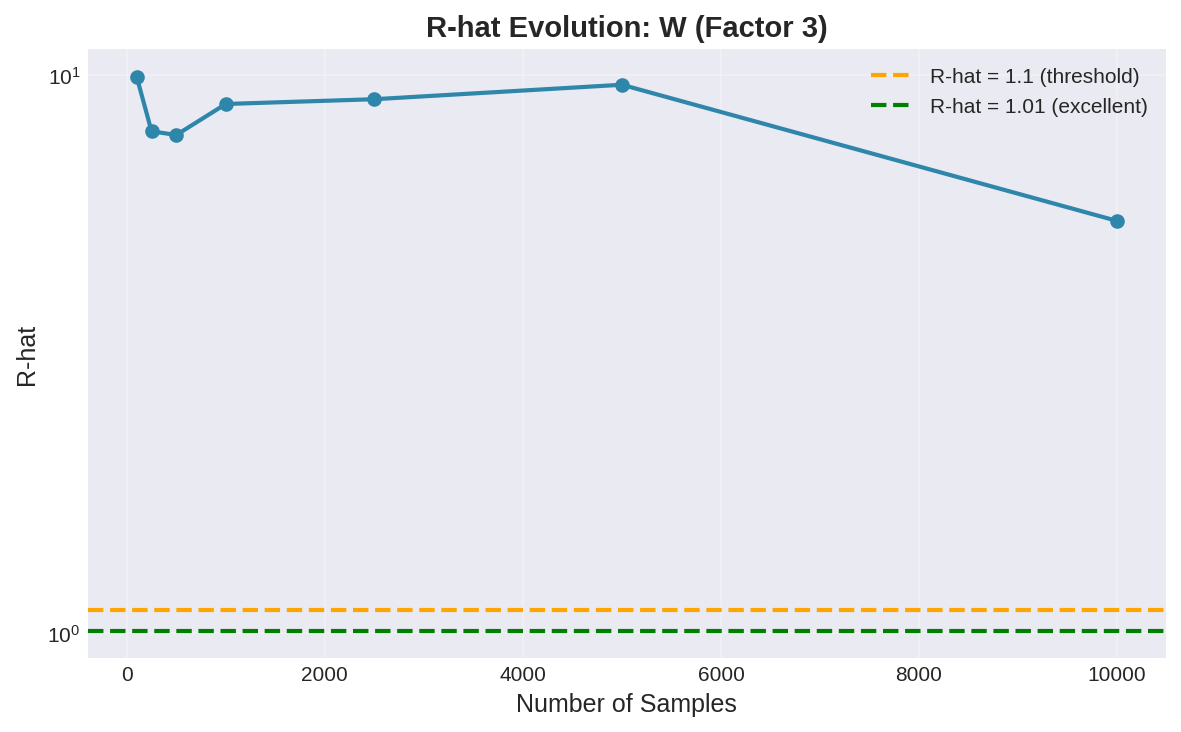 R-hat Evolution: W (Factor 3)
R-hat = 1.1 (threshold)
R-hat = 1.01 (excellent)
10¹
10⁰
R-hat
0 2000 4000 6000 8000 10000
Number of Samples